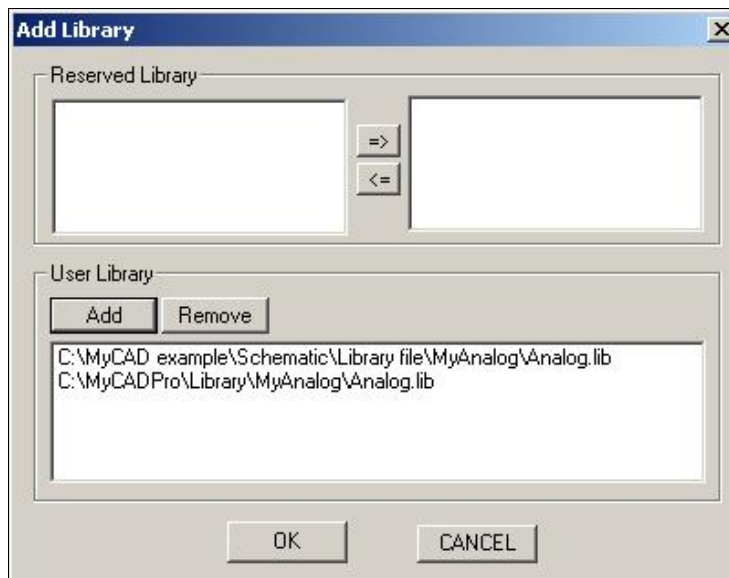 Add Library
Reserved Library
=>
<=
User Library
Add Remove
C:\MyCAD example\Schematic\Library file\MyAnalog\Analog.lib
C:\MyCADPro\Library\MyAnalog\Analog.lib
OK CANCEL